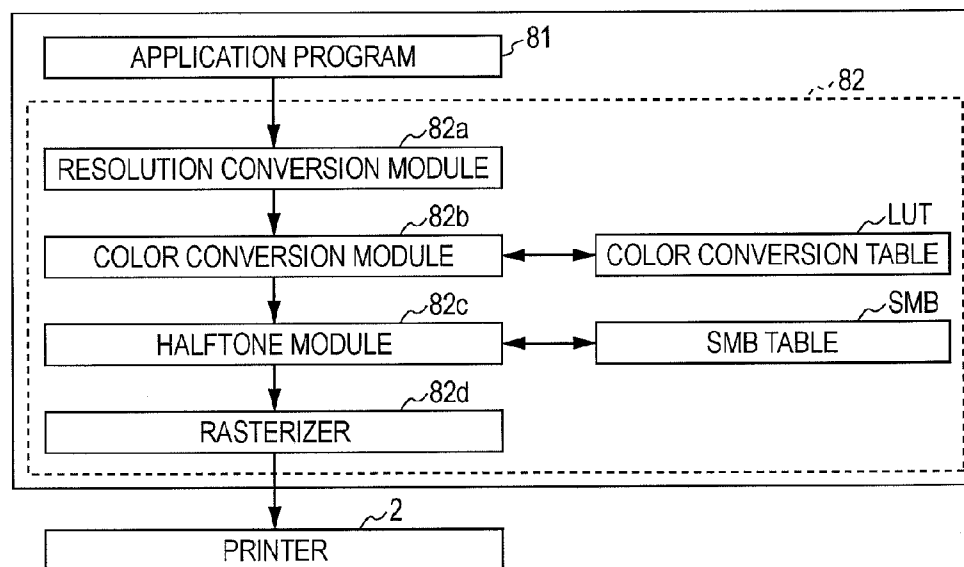 81
APPLICATION PROGRAM
82
82a
RESOLUTION CONVERSION MODULE
82b
COLOR CONVERSION MODULE
LUT
COLOR CONVERSION TABLE
82c
HALFTONE MODULE
SMB
SMB TABLE
82d
RASTERIZER
2
PRINTER